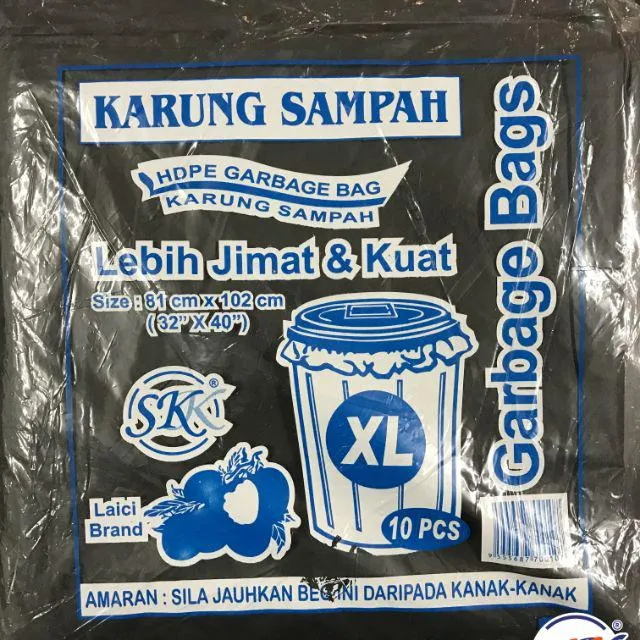 KARUNG SAMPAH
HDPE GARBAGE BAG
KARUNG SAMPAH
Lebih Jimat & Kuat
Size : 81 cm x 102 cm
( 32" X 40")
Garbage Bags
SKK®
XL
10 PCS
Laici
Brand
AMARAN : SILA JAUHKAN BEG INI DARIPADA KANAK-KANAK